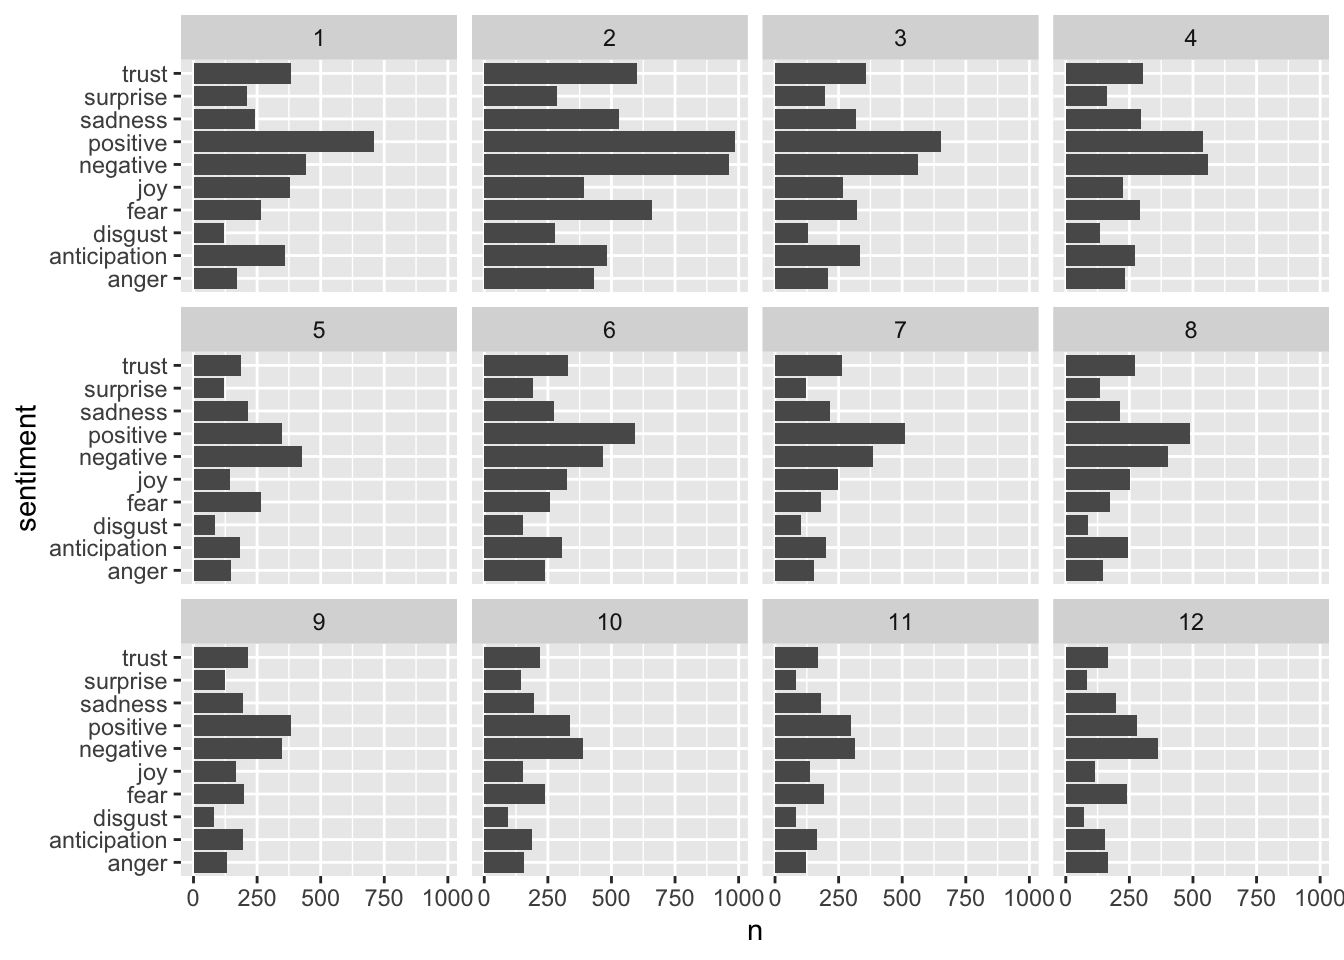 1 2 3 4
trust
surprise
sadness
positive
negative
joy
fear
disgust
anticipation
anger
5 6 7 8
trust
surprise
sadness
positive
negative
joy
fear
disgust
anticipation
anger
9 10 11 12
trust
surprise
sadness
positive
negative
joy
fear
disgust
anticipation
anger
0 250 500 750 1000 0 250 500 750 1000 0 250 500 750 1000 0 250 500 750 1000
n
sentiment